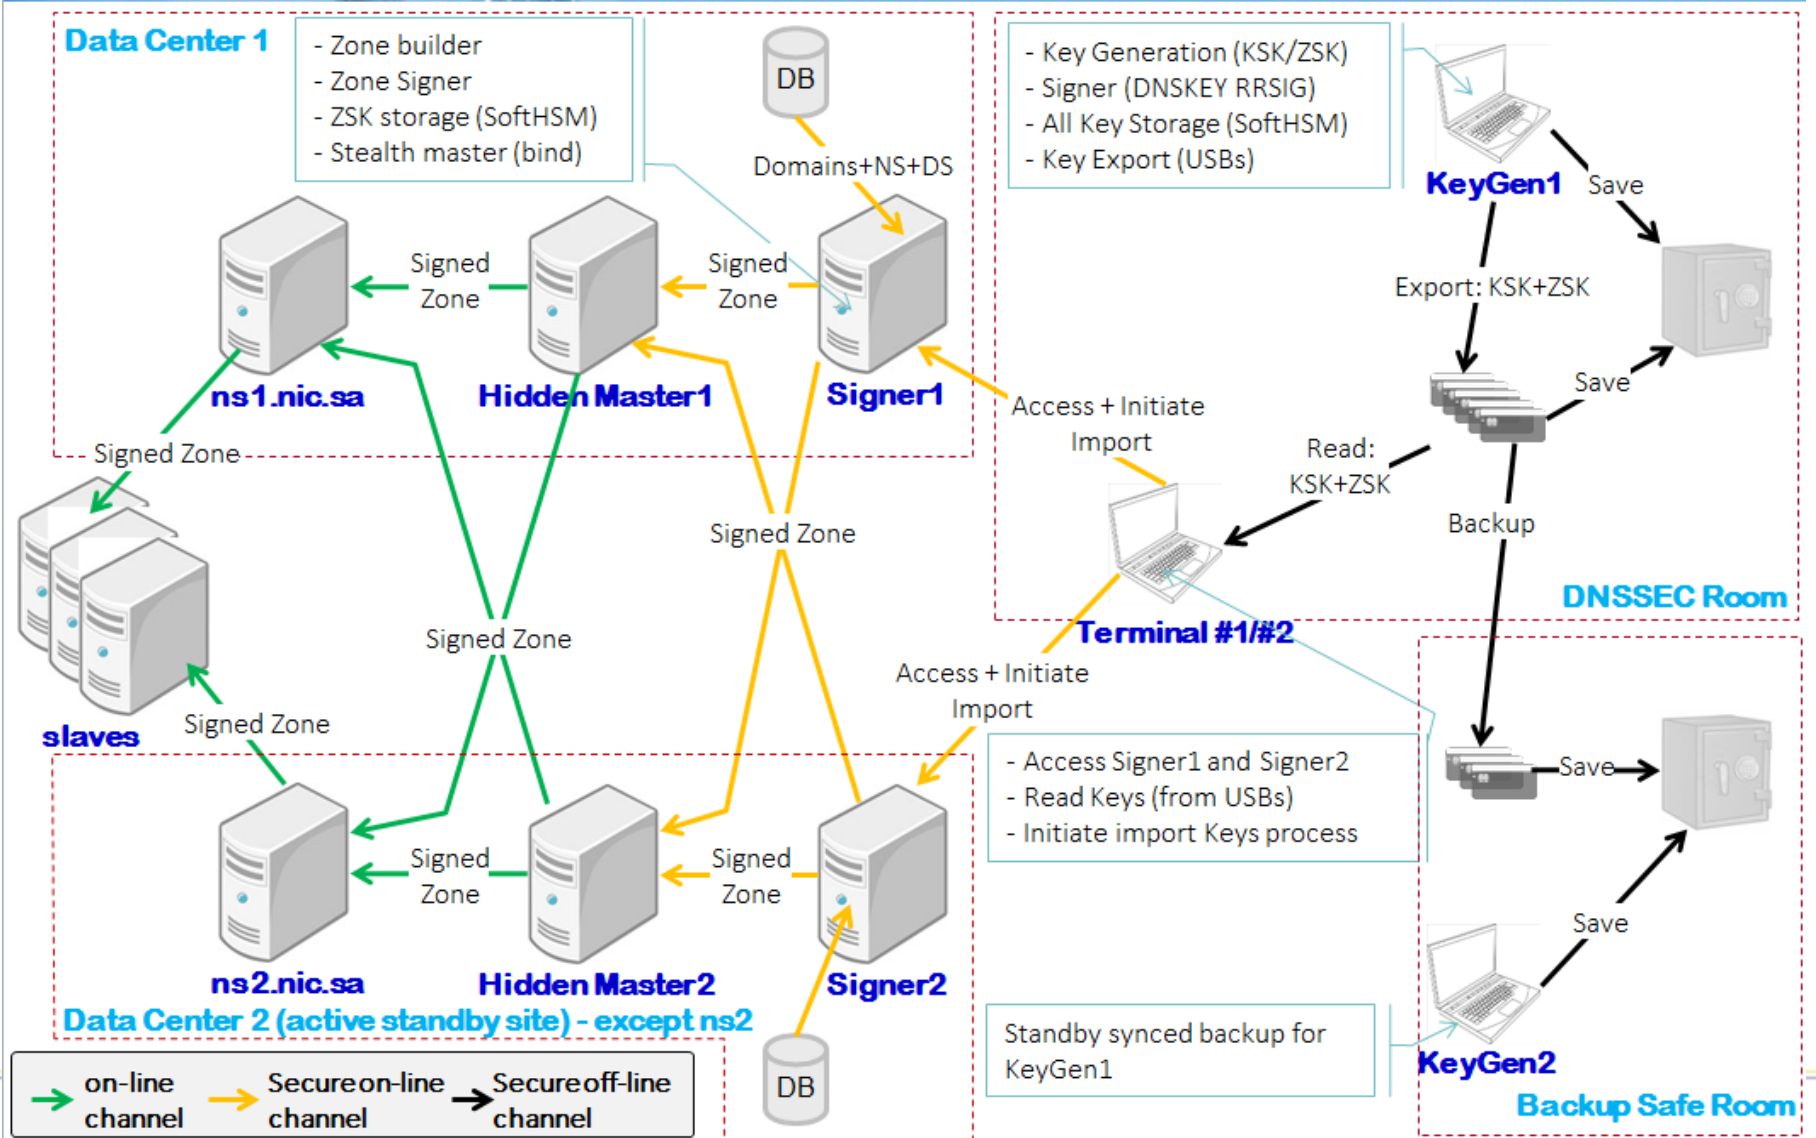 Data Center 1
- Zone builder
- Zone Signer
- ZSK storage (SoftHSM)
- Stealth master (bind)
DB
Domains+NS+DS
- Key Generation (KSK/ZSK)
- Signer (DNSKEY RRSIG)
- All Key Storage (SoftHSM)
- Key Export (USBs)
KeyGen1
Save
Signed
Zone
Signed
Zone
Export: KSK+ZSK
ns1.nic.sa
Hidden Master1
Signer1
Save
Access + Initiate
Import
Read:
KSK+ZSK
Signed Zone
Backup
Signed Zone
DNSSEC Room
Terminal #1/#2
Signed Zone
Access + Initiate
Import
slaves
Signed Zone
- Access Signer1 and Signer2
- Read Keys (from USBs)
- Initiate import Keys process
Save
Signed
Zone
Signed
Zone
Save
ns2.nic.sa
Hidden Master2
Signer2
Data Center 2 (active standby site) - except ns2
Standby synced backup for
KeyGen1
KeyGen2
DB
Backup Safe Room
on-line
channel
Secure on-line
channel
Secure off-line
channel